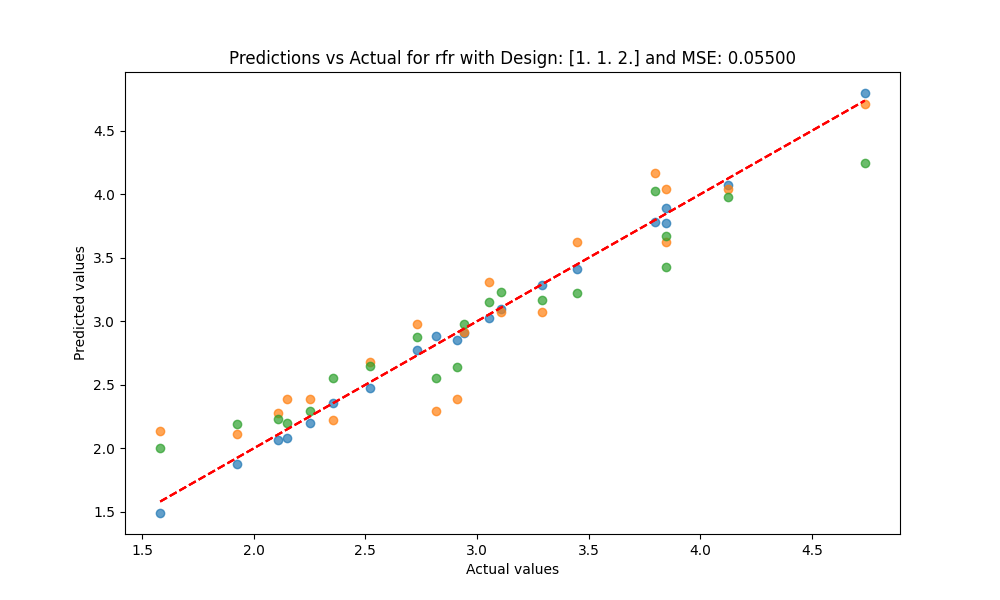 Predictions vs Actual for rfr with Design: [1. 1. 2.] and MSE: 0.05500
Predicted values
4.5
4.0
3.5
3.0
2.5
2.0
1.5
1.5 2.0 2.5 3.0 3.5 4.0 4.5
Actual values